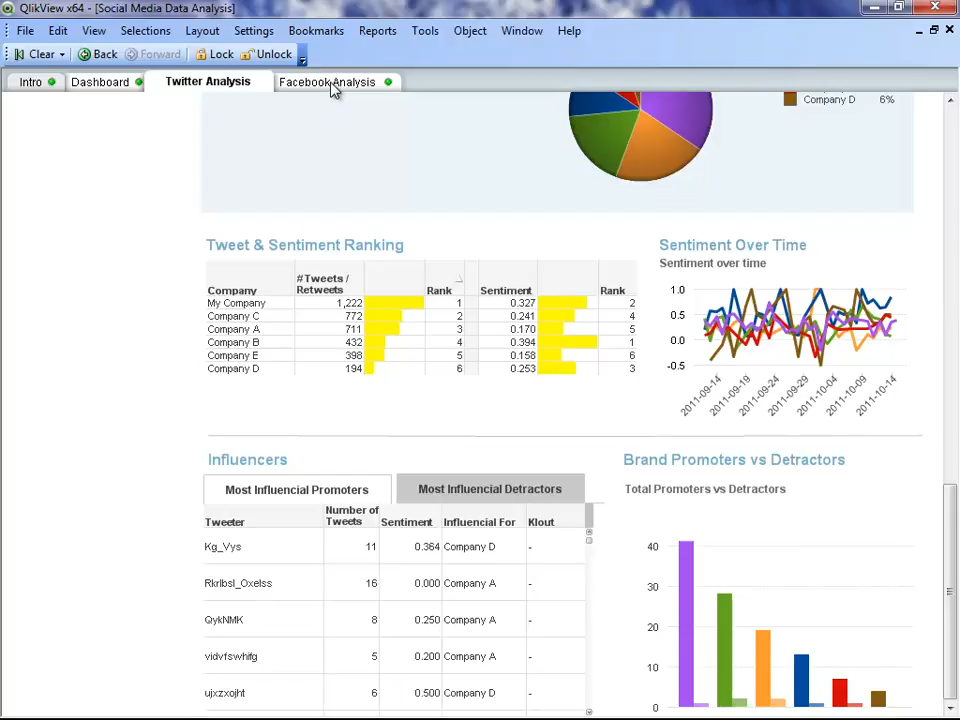 QlikView x64 - [Social Media Data Analysis]
File Edit View Selections Layout Settings Bookmarks Reports Tools Object Window Help
Clear Back Forward Lock Unlock
Intro Dashboard Twitter Analysis Facebook Analysis
Company D 6%
Tweet & Sentiment Ranking
Company #Tweets / Retweets Rank Sentiment Rank
My Company 1,222 1 0.327 2
Company C 772 2 0.241 4
Company A 711 3 0.170 5
Company B 432 4 0.394 1
Company E 398 5 0.158 6
Company D 194 6 0.253 3
Sentiment Over Time
Sentiment over time
1.0
0.5
0.0
-0.5
2011-09-14 2011-09-19 2011-09-24 2011-09-29 2011-10-04 2011-10-09 2011-10-14
Influencers
Most Influencial Promoters Most Influencial Detractors
Tweeter Number of Tweets Sentiment Influencial For Klout
Kg_Vys 11 0.364 Company D -
Rkrlbsl_Oxelss 16 0.000 Company A -
QykNMK 8 0.250 Company A -
vidvfswhifg 5 0.200 Company A -
ujxzxojht 6 0.500 Company D -
Brand Promoters vs Detractors
Total Promoters vs Detractors
40
30
20
10
0